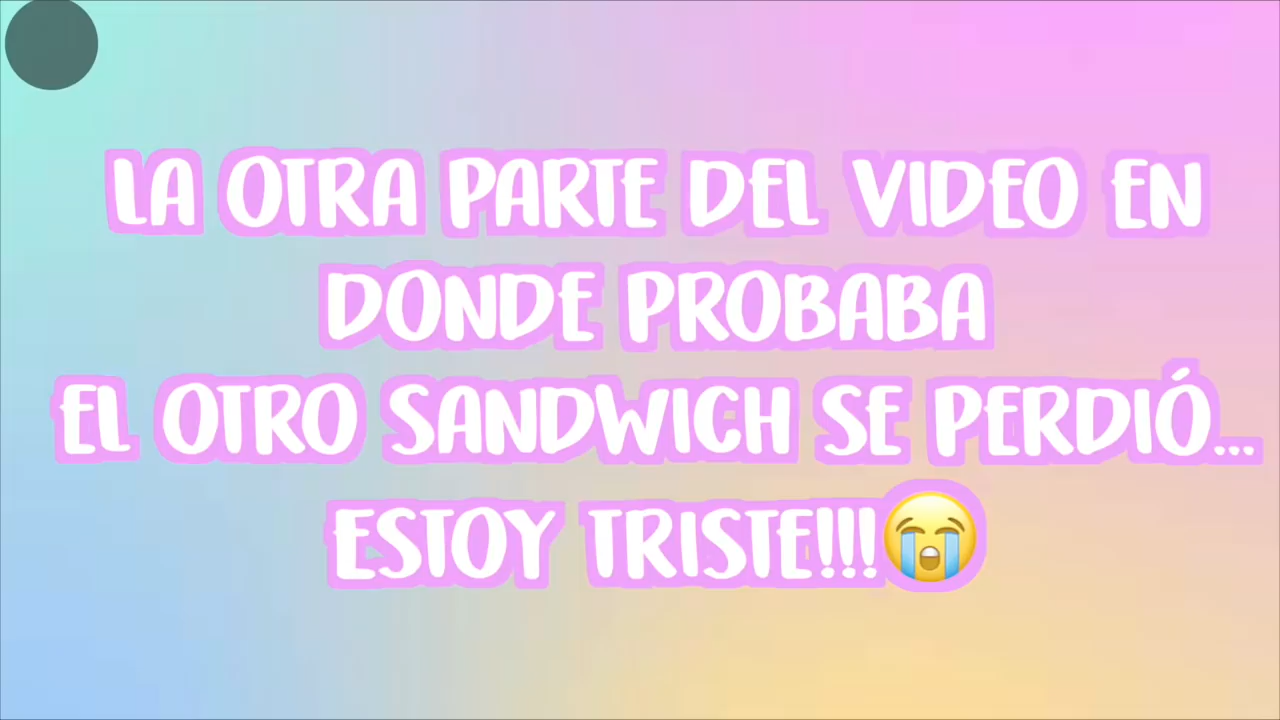 LA OTRA PARTE DEL VIDEO EN
DONDE PROBABA
EL OTRO SANDWICH SE PERDIÓ...
ESTOY TRISTE!!!😭